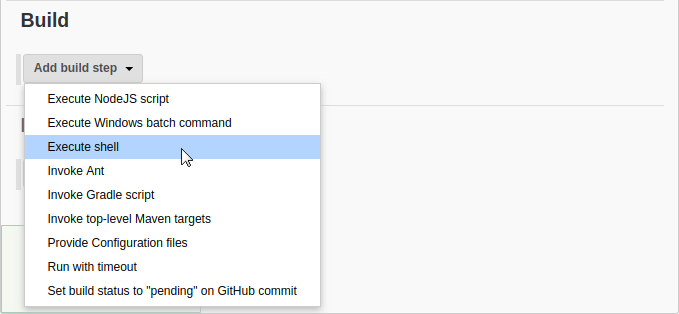 Build
Add build step
Execute NodeJS script
Execute Windows batch command
Execute shell
Invoke Ant
Invoke Gradle script
Invoke top-level Maven targets
Provide Configuration files
Run with timeout
Set build status to "pending" on GitHub commit